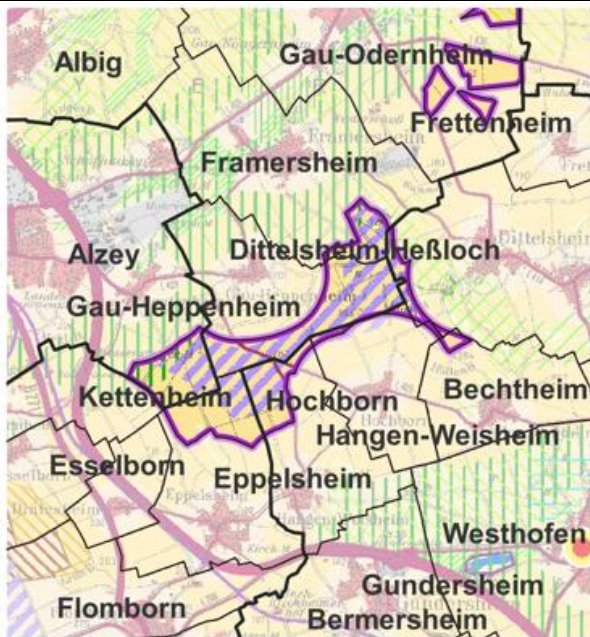 Albig
Gau-Odernheim
Frettenheim
Framersheim
Dittelsheim-Heßloch
Alzey
Gau-Heppenheim
Kettenheim
Hochborn
Bechtheim
Hangen-Weisheim
Esselborn
Eppelsheim
Westhofen
Gundersheim
Flomborn
Bermersheim